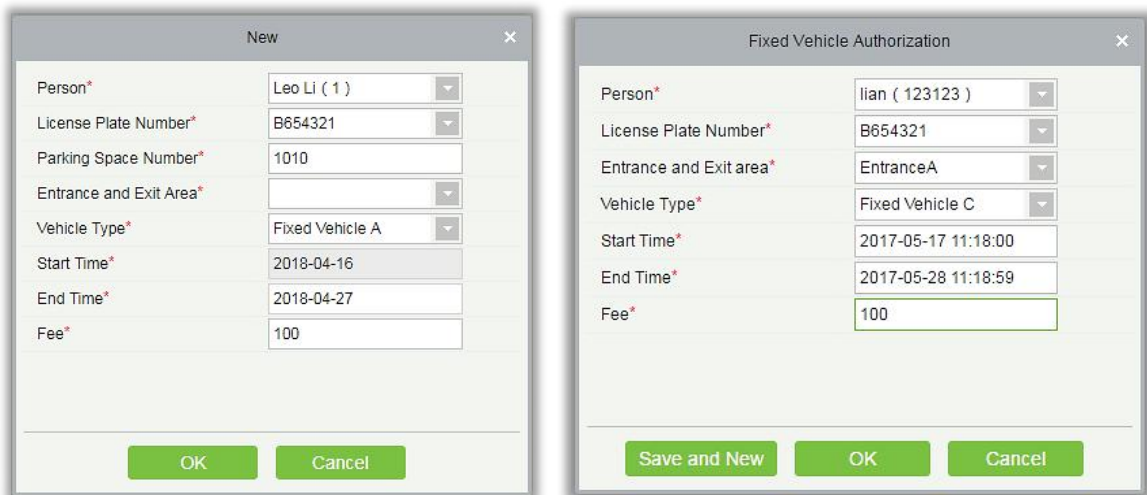 New ×
Person* Leo Li ( 1 )
License Plate Number* B654321
Parking Space Number* 1010
Entrance and Exit Area*
Vehicle Type* Fixed Vehicle A
Start Time* 2018-04-16
End Time* 2018-04-27
Fee* 100
OK Cancel
Fixed Vehicle Authorization ×
Person* lian ( 123123 )
License Plate Number* B654321
Entrance and Exit area* EntranceA
Vehicle Type* Fixed Vehicle C
Start Time* 2017-05-17 11:18:00
End Time* 2017-05-28 11:18:59
Fee* 100
Save and New OK Cancel